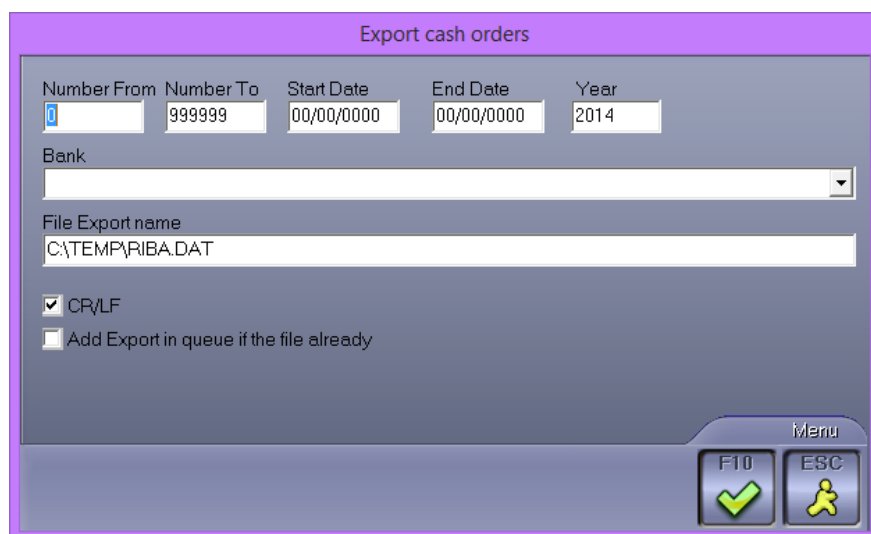 Export cash orders
Number From Number To Start Date End Date Year
0 999999 00/00/0000 00/00/0000 2014
Bank
File Export name
C:\TEMP\RIBA.DAT
CR/LF
Add Export in queue if the file already
Menu
F10 ESC